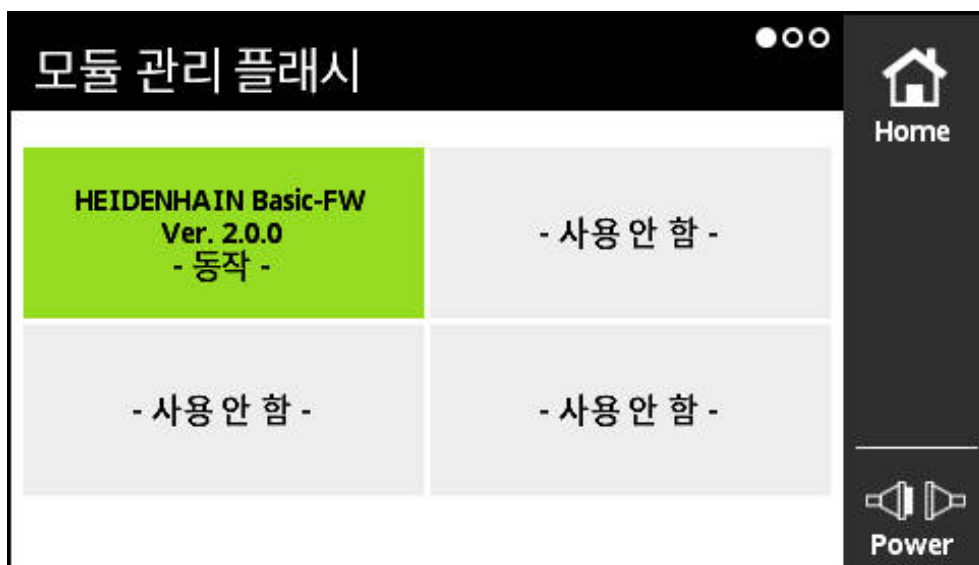 모듈 관리 플래시
Home
HEIDENHAIN Basic-FW
Ver. 2.0.0
- 동작 -
- 사용 안 함 -
- 사용 안 함 -
- 사용 안 함 -
Power